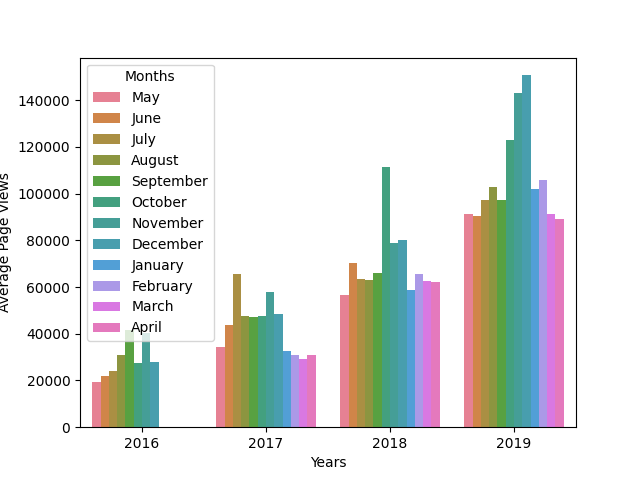 Months
May
June
July
August
September
October
November
December
January
February
March
April
140000
120000
100000
80000
60000
40000
20000
0
Average Page Views
2016 2017 2018 2019
Years